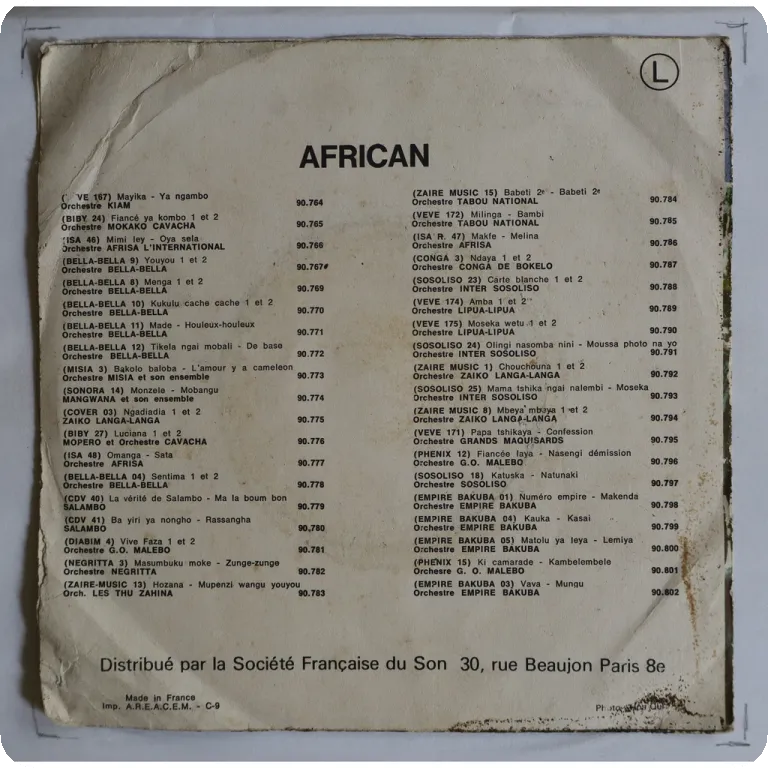 L
AFRICAN
VE 167) Mayika - Ya ngambo
Orchestre KIAM 90.764
(BIBY 24) Fiancé ya kombo 1 et 2
Orchestre MOKAKO CAVACHA 90.765
(ISA 46) Mimi ley - Oya sela
Orchestre AFRISA L'INTERNATIONAL 90.766
(BELLA-BELLA 9) Youyou 1 et 2
Orchestre BELLA-BELLA 90.767
(BELLA-BELLA 8) Menga 1 et 2
Orchestre BELLA-BELLA 90.769
(BELLA-BELLA 10) Kukulu cache cache 1 et 2
Orchestre BELLA-BELLA 90.770
(BELLA-BELLA 11) Made - Houleux-houleux
Orchestre BELLA-BELLA 90.771
(BELLA-BELLA 12) Tikela ngai mobali - De base
Orchestre BELLA-BELLA 90.772
(MISIA 3) Bakolo baloba - L'amour y a cameleon
Orchestre MISIA et son ensemble 90.773
(SONORA 14) Monzele - Mobangu
MANGWANA et son ensemble 90.774
(COVER 03) Ngadiadia 1 et 2
ZAIKO LANGA-LANGA 90.775
(BIBY 27) Luciana 1 et 2
MOPERO et Orchestre CAVACHA 90.776
(ISA 48) Omanga - Sata
Orchestre AFRISA 90.777
(BELLA-BELLA 04) Sentima 1 et 2
Orchestre BELLA-BELLA 90.778
(CDV 40) La vérité de Salambo - Ma la boum bon
SALAMBO 90.779
(CDV 41) Ba yiri ya nongho - Rassangha
SALAMBO 90.780
(DIABIM 4) Vive Faza 1 et 2
Orchestre G.O. MALEBO 90.781
(NEGRITTA 3) Masumbuku moke - Zunge-zunge
Orchestre NEGRITTA 90.782
(ZAIRE-MUSIC 13) Hozana - Mupenzi wangu youyou
Orch. LES THU ZAHINA 90.783
(ZAIRE MUSIC 15) Babeti 2e - Babeti 2e
Orchestre TABOU NATIONAL 90.784
(VEVE 172) Milinga - Bambi
Orchestre TABOU NATIONAL 90.785
(ISA R. 47) Makfe - Melina
Orchestre AFRISA 90.786
(CONGA 3) Ndaya 1 et 2
Orchestre CONGA DE BOKELO 90.787
(SOSOLISO 23) Carte blanche 1 et 2
Orchestre INTER SOSOLISO 90.788
(VEVE 174) Amba 1 et 2
Orchestre LIPUA-LIPUA 90.789
(VEVE 175) Moseka wetu 1 et 2
Orchestre LIPUA-LIPUA 90.790
(SOSOLISO 24) Olingi nasomba nini - Moussa photo na yo
Orchestre INTER SOSOLISO 90.791
(ZAIRE MUSIC 1) Chouchouna 1 et 2
Orchestre ZAIKO LANGA-LANGA 90.792
(SOSOLISO 25) Mama tshika ngai nalembi - Moseka
Orchestre INTER SOSOLISO 90.793
(ZAIRE MUSIC 8) Mbeya mbaya 1 et 2
Orchestre ZAIKO LANGA-LANGA 90.794
(VEVE 171) Papa tshikaya - Confession
Orchestre GRANDS MAQUISARDS 90.795
(PHENIX 12) Fiancée laya - Nasengi démission
Orchestre G.O. MALEBO 90.796
(SOSOLISO 18) Katuska - Natunaki
Orchestre SOSOLISO 90.797
(EMPIRE BAKUBA 01) Numéro empire - Makenda
Orchestre EMPIRE BAKUBA 90.798
(EMPIRE BAKUBA 04) Kauka - Kasai
Orchestre EMPIRE BAKUBA 90.799
(EMPIRE BAKUBA 05) Matolu ya leya - Lemiya
Orchestre EMPIRE BAKUBA 90.800
(PHENIX 15) Ki camarade - Kambelembele
Orchesre G. O. MALEBO 90.801
(EMPIRE BAKUBA 03) Vava - Mungu
Orchestre EMPIRE BAKUBA 90.802
Distribué par la Société Française du Son 30, rue Beaujon Paris 8e
Made in France
Imp. A.R.E.A.C.E.M. - C-9